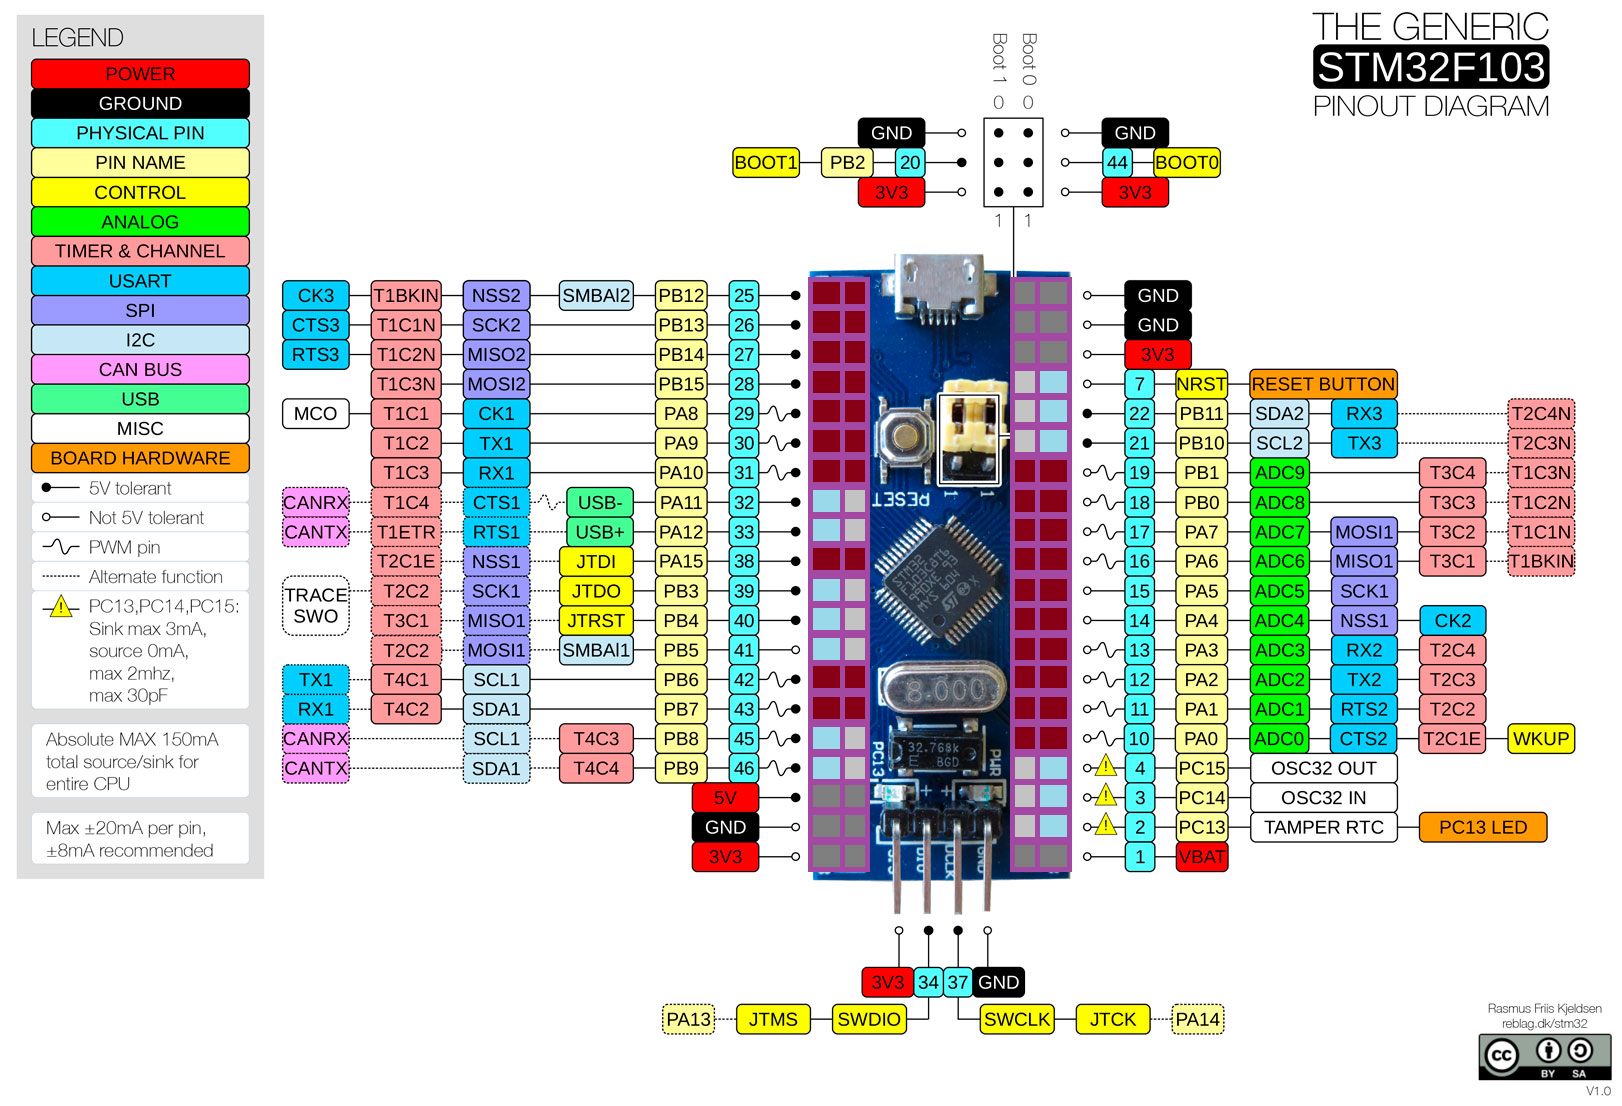 THE GENERIC
STM32F103
PINOUT DIAGRAM
LEGEND
POWER
GROUND
PHYSICAL PIN
PIN NAME
CONTROL
ANALOG
TIMER & CHANNEL
USART
SPI
I2C
CAN BUS
USB
MISC
BOARD HARDWARE
5V tolerant
Not 5V tolerant
PWM pin
Alternate function
PC13,PC14,PC15:
Sink max 3mA,
source 0mA,
max 2mhz,
max 30pF
Absolute MAX 150mA
total source/sink for
entire CPU
Max ±20mA per pin,
±8mA recommended
Boot 1 0
Boot 0 0
GND
BOOT1 PB2 20
3V3
GND
44 BOOT0
3V3
1 1
CK3 T1BKIN NSS2 SMBAI2 PB12 25
CTS3 T1C1N SCK2 PB13 26
RTS3 T1C2N MISO2 PB14 27
T1C3N MOSI2 PB15 28
MCO T1C1 CK1 PA8 29
T1C2 TX1 PA9 30
T1C3 RX1 PA10 31
CANRX T1C4 CTS1 USB- PA11 32
CANTX T1ETR RTS1 USB+ PA12 33
T2C1E NSS1 JTDI PA15 38
TRACE
SWO
T2C2 SCK1 JTDO PB3 39
T3C1 MISO1 JTRST PB4 40
T2C2 MOSI1 SMBAI1 PB5 41
TX1 T4C1 SCL1 PB6 42
RX1 T4C2 SDA1 PB7 43
CANRX SCL1 T4C3 PB8 45
CANTX SDA1 T4C4 PB9 46
5V
GND
3V3
RESET
1 1
8.000
32.768k
E BGD
PC13
PWR
GND
GND
3V3
7 NRST RESET BUTTON
22 PB11 SDA2 RX3 T2C4N
21 PB10 SCL2 TX3 T2C3N
19 PB1 ADC9 T3C4 T1C3N
18 PB0 ADC8 T3C3 T1C2N
17 PA7 ADC7 MOSI1 T3C2 T1C1N
16 PA6 ADC6 MISO1 T3C1 T1BKIN
15 PA5 ADC5 SCK1
14 PA4 ADC4 NSS1 CK2
13 PA3 ADC3 RX2 T2C4
12 PA2 ADC2 TX2 T2C3
11 PA1 ADC1 RTS2 T2C2
10 PA0 ADC0 CTS2 T2C1E WKUP
4 PC15 OSC32 OUT
3 PC14 OSC32 IN
2 PC13 TAMPER RTC PC13 LED
1 VBAT
3V3 34 37 GND
PA13 JTMS SWDIO SWCLK JTCK PA14
Rasmus Friis Kjeldsen
reblag.dk/stm32
cc BY SA
V1.0